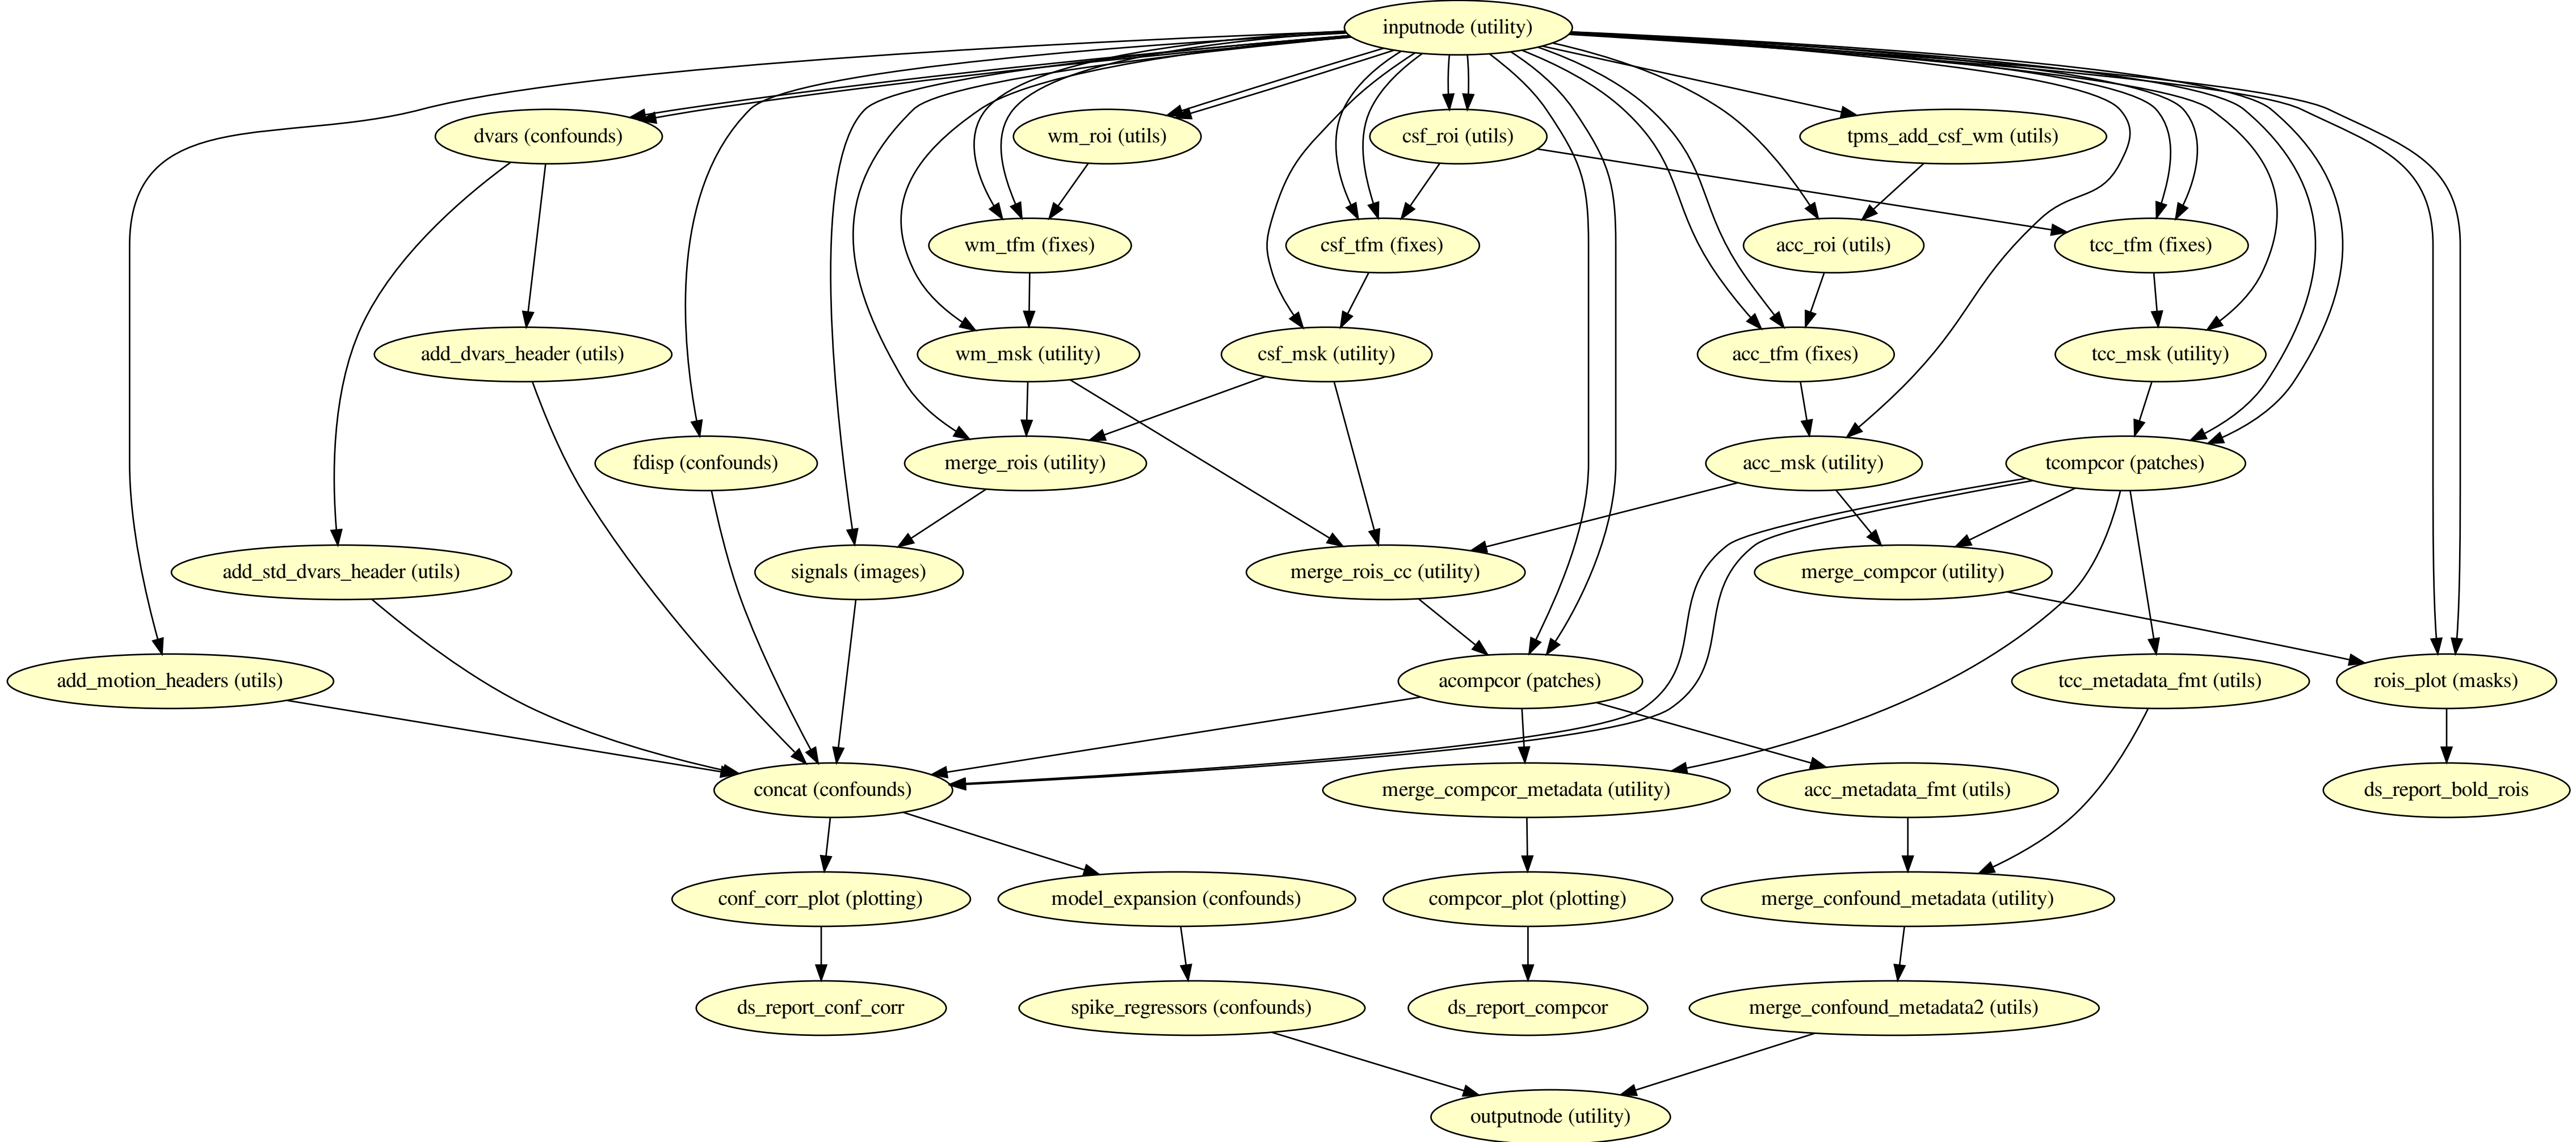 inputnode (utility)
dvars (confounds)
wm_roi (utils)
csf_roi (utils)
tpms_add_csf_wm (utils)
wm_tfm (fixes)
csf_tfm (fixes)
acc_roi (utils)
tcc_tfm (fixes)
add_dvars_header (utils)
wm_msk (utility)
csf_msk (utility)
acc_tfm (fixes)
tcc_msk (utility)
fdisp (confounds)
merge_rois (utility)
acc_msk (utility)
tcompcor (patches)
add_std_dvars_header (utils)
signals (images)
merge_rois_cc (utility)
merge_compcor (utility)
add_motion_headers (utils)
acompcor (patches)
tcc_metadata_fmt (utils)
rois_plot (masks)
concat (confounds)
merge_compcor_metadata (utility)
acc_metadata_fmt (utils)
ds_report_bold_rois
conf_corr_plot (plotting)
model_expansion (confounds)
compcor_plot (plotting)
merge_confound_metadata (utility)
ds_report_conf_corr
spike_regressors (confounds)
ds_report_compcor
merge_confound_metadata2 (utils)
outputnode (utility)